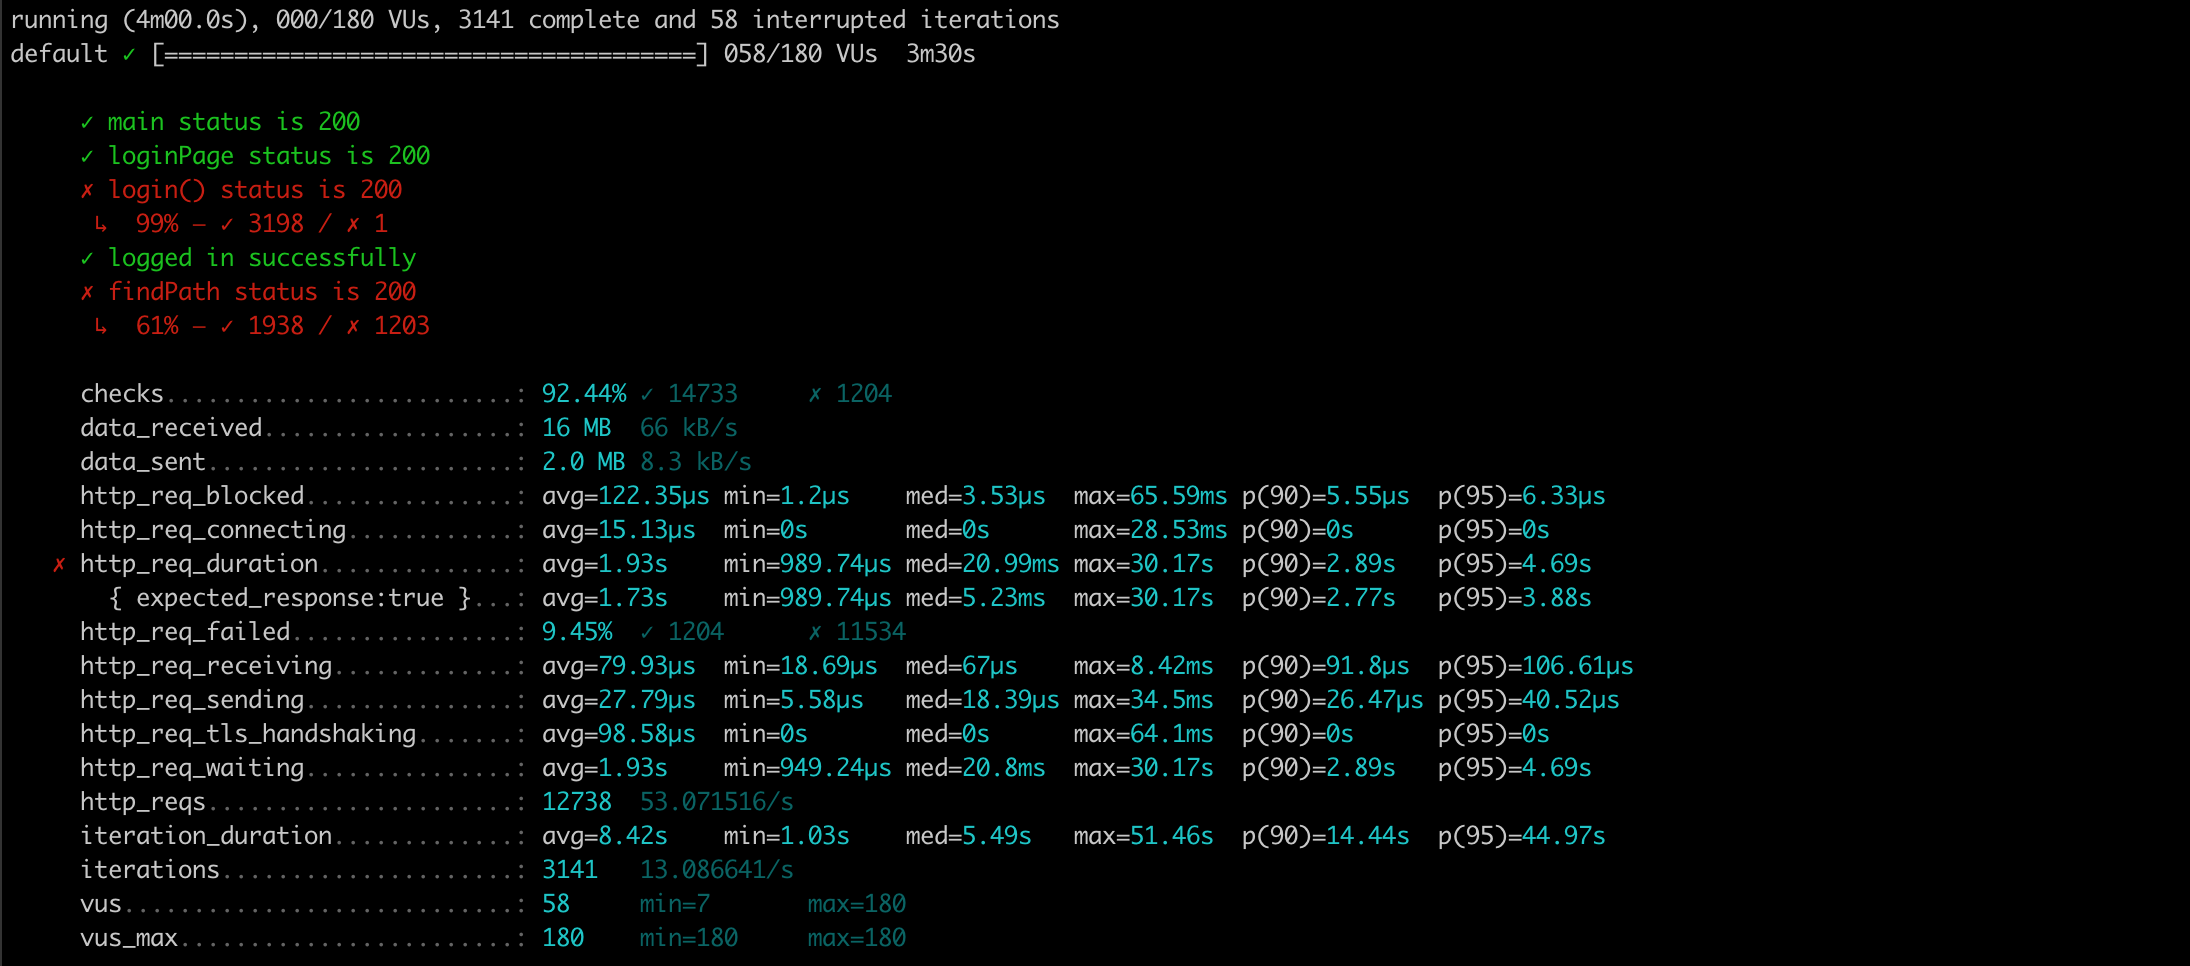 running (4m00.0s), 000/180 VUs, 3141 complete and 58 interrupted iterations
default ✓ [======================================] 058/180 VUs  3m30s
✓ main status is 200
✓ loginPage status is 200
✗ login() status is 200
↳  99% — ✓ 3198 / ✗ 1
✓ logged in successfully
✗ findPath status is 200
↳  61% — ✓ 1938 / ✗ 1203
checks.........................: 92.44% ✓ 14733     ✗ 1204
data_received..................: 16 MB  66 kB/s
data_sent......................: 2.0 MB 8.3 kB/s
http_req_blocked...............: avg=122.35µs min=1.2µs    med=3.53µs  max=65.59ms p(90)=5.55µs  p(95)=6.33µs
http_req_connecting............: avg=15.13µs  min=0s       med=0s      max=28.53ms p(90)=0s      p(95)=0s
✗ http_req_duration..............: avg=1.93s    min=989.74µs med=20.99ms max=30.17s  p(90)=2.89s   p(95)=4.69s
{ expected_response:true }...: avg=1.73s    min=989.74µs med=5.23ms  max=30.17s  p(90)=2.77s   p(95)=3.88s
http_req_failed................: 9.45%  ✓ 1204      ✗ 11534
http_req_receiving.............: avg=79.93µs  min=18.69µs  med=67µs    max=8.42ms  p(90)=91.8µs  p(95)=106.61µs
http_req_sending...............: avg=27.79µs  min=5.58µs   med=18.39µs max=34.5ms  p(90)=26.47µs p(95)=40.52µs
http_req_tls_handshaking.......: avg=98.58µs  min=0s       med=0s      max=64.1ms  p(90)=0s      p(95)=0s
http_req_waiting...............: avg=1.93s    min=949.24µs med=20.8ms  max=30.17s  p(90)=2.89s   p(95)=4.69s
http_reqs......................: 12738  53.071516/s
iteration_duration.............: avg=8.42s    min=1.03s    med=5.49s   max=51.46s  p(90)=14.44s  p(95)=44.97s
iterations.....................: 3141   13.086641/s
vus............................: 58     min=7       max=180
vus_max........................: 180    min=180     max=180